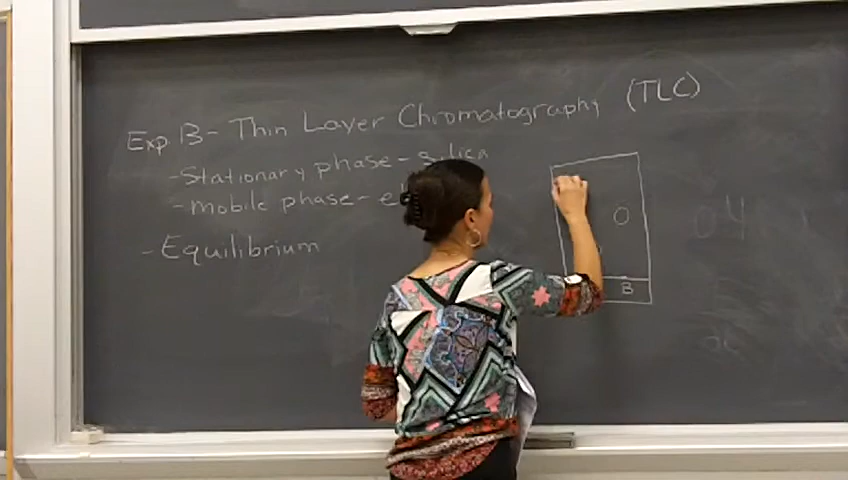 Exp 13 - Thin Layer Chromatography (TLC)
- Stationary phase - silica
- mobile phase -
- Equilibrium
B